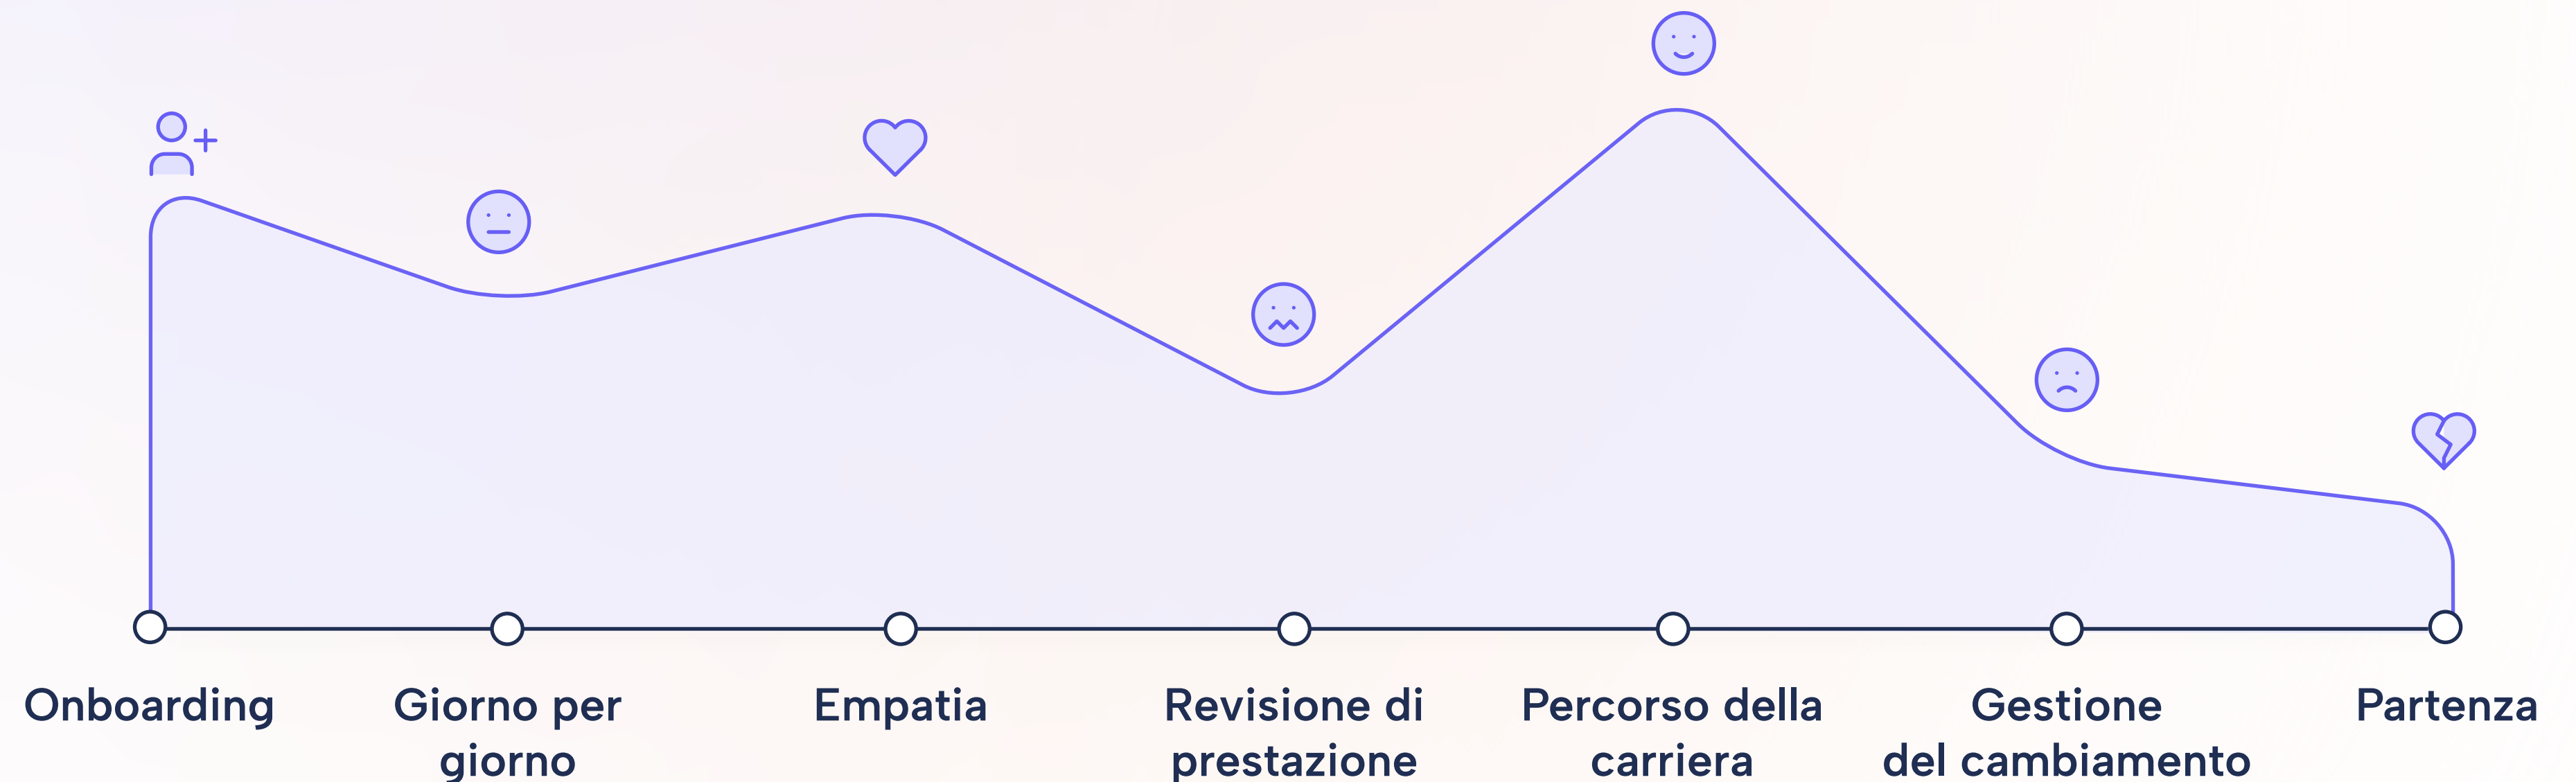 Onboarding
Giorno per
giorno
Empatia
Revisione di
prestazione
Percorso della
carriera
Gestione
del cambiamento
Partenza